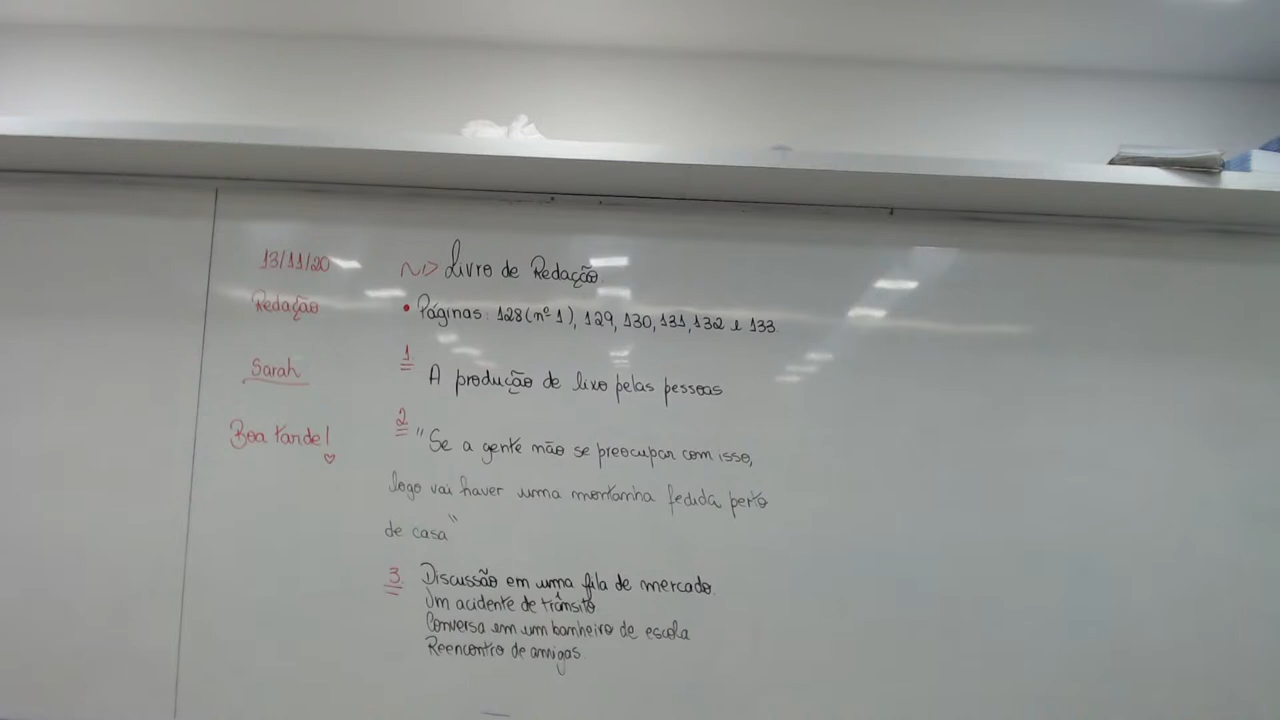 13/11/20
Redação
Sarah
Boa tarde!
~> Livro de Redação.
• Páginas: 128 (nº 1), 129, 130, 131, 132 e 133
1
A produção de lixo pelas pessoas
2
"Se a gente não se preocupar com isso,
logo vai haver uma montanha fedida perto
de casa"
3.
Discussão em uma fila de mercado.
Um acidente de trânsito
Conversa em um banheiro de escola
Reencontro de amigas.